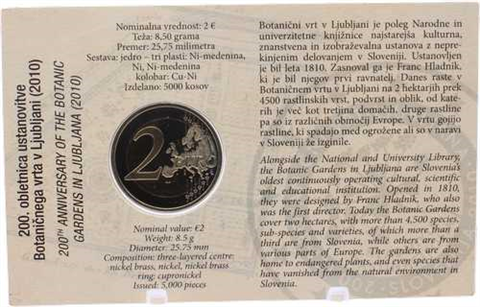 200. obletnica ustanovitve
Botaničnega vrta v Ljubljani (2010)
200TH ANNIVERSARY OF THE BOTANIC
GARDENS IN LJUBLJANA (2010)
Nominalna vrednost: 2 €
Teža: 8,50 grama
Premer: 25,75 milimetra
Sestava: jedro – tri plasti: Ni-medenina,
Ni, Ni-medenina
kolobar: Cu-Ni
Izdelano: 5000 kosov
2 EURO
Nominal value: €2
Weight: 8.5 g
Diameter: 25.75 mm
Composition: three-layered centre:
nickel brass, nickel, nickel brass
ring: cupronickel
Issued: 5,000 pieces
Botanični vrt v Ljubljani je poleg Narodne in
univerzitetne knjižnice najstarejša kulturna,
znanstvena in izobraževalna ustanova z nepre-
kinjenim delovanjem v Sloveniji. Ustanovljen
je bil leta 1810. Zasnoval ga je Franc Hladnik,
ki je bil njegov prvi ravnatelj. Danes raste v
Botaničnem vrtu v Ljubljani na 2 hektarjih prek
4500 rastlinskih vrst, podvrst in oblik, od kate-
rih je več kot tretjina domačih, druge rastline
pa so iz različnih območij Evrope. V vrtu gojijo
rastline, ki spadajo med ogrožene ali so v naravi
v Sloveniji že izginile.
Alongside the National and University Library,
the Botanic Gardens in Ljubljana are Slovenia's
oldest continuously operating cultural, scientific
and educational institution. Opened in 1810,
they were designed by Franc Hladnik, who also
was the first director. Today the Botanic Gardens
cover two hectares, with more than 4,500 species,
sub-species and varieties, of which more than a
third are from Slovenia, while others are from
various parts of Europe. The gardens are also
home to endangered plants, and even species that
have vanished from the natural environment in
Slovenia.